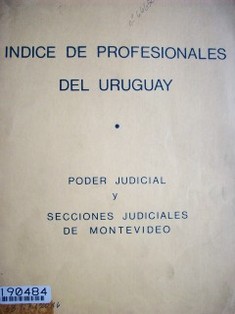 INDICE DE PROFESIONALES
DEL URUGUAY
PODER JUDICIAL
y
SECCIONES JUDICIALES
DE MONTEVIDEO
190484